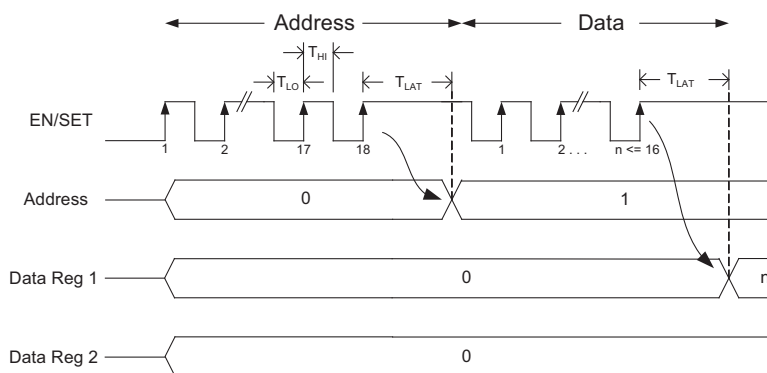 Address Data
T_HI
T_LO T_LAT T_LAT
EN/SET
1 2 17 18 1 2 . . . n <= 16
Address 0 1
Data Reg 1 0 n
Data Reg 2 0